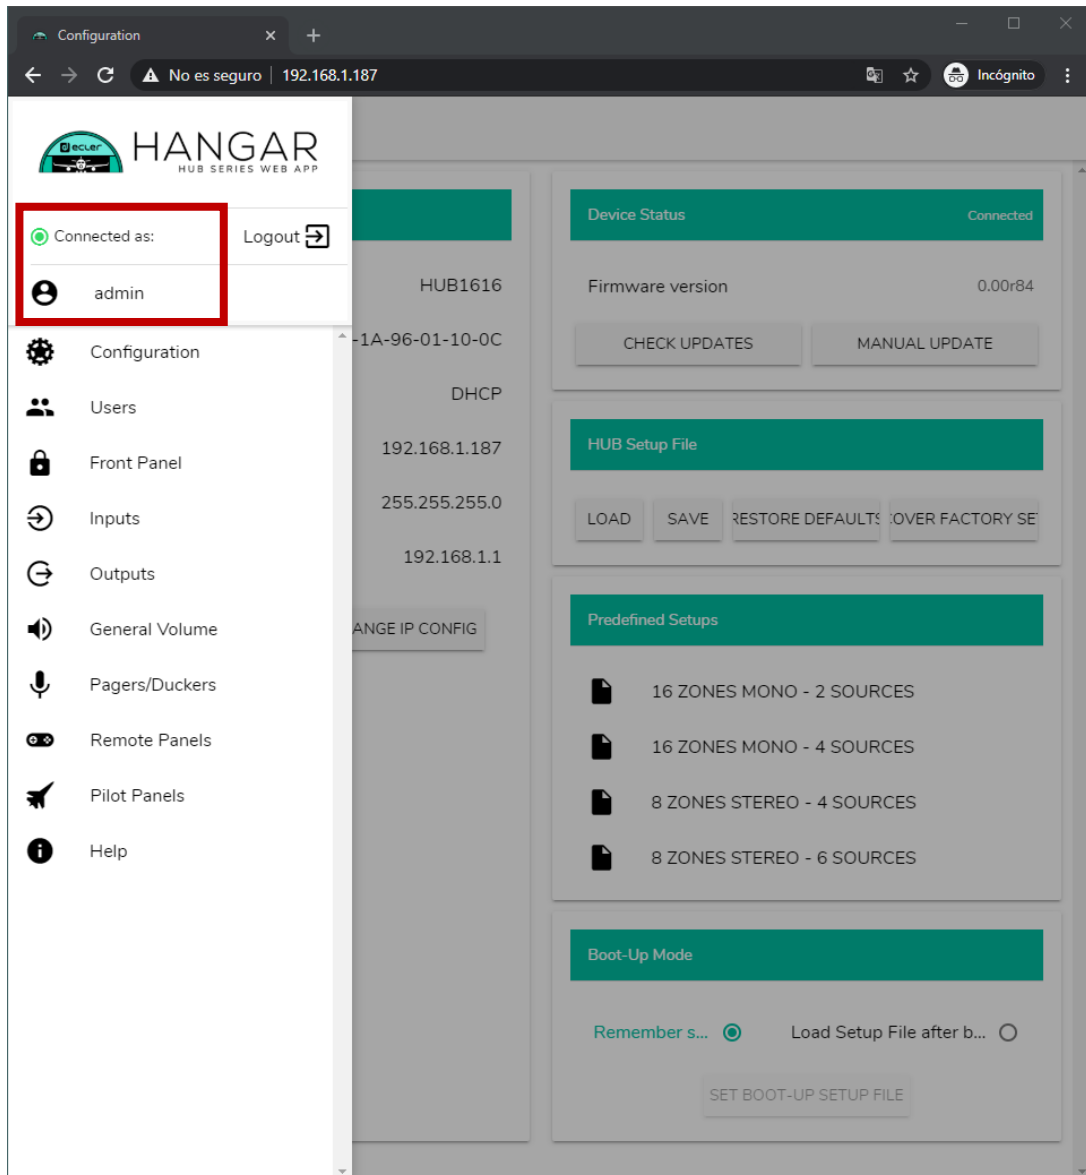 Configuration
No es seguro | 192.168.1.187
Incógnito
ecler HANGAR
HUB SERIES WEB APP
Connected as:
Logout
admin
Configuration
Users
Front Panel
Inputs
Outputs
General Volume
Pagers/Duckers
Remote Panels
Pilot Panels
Help
HUB1616
-1A-96-01-10-0C
DHCP
192.168.1.187
255.255.255.0
192.168.1.1
ANGE IP CONFIG
Device Status
Connected
Firmware version
0.00r84
CHECK UPDATES
MANUAL UPDATE
HUB Setup File
LOAD
SAVE
RESTORE DEFAULTS
OVER FACTORY SE
Predefined Setups
16 ZONES MONO - 2 SOURCES
16 ZONES MONO - 4 SOURCES
8 ZONES STEREO - 4 SOURCES
8 ZONES STEREO - 6 SOURCES
Boot-Up Mode
Remember s...
Load Setup File after b...
SET BOOT-UP SETUP FILE